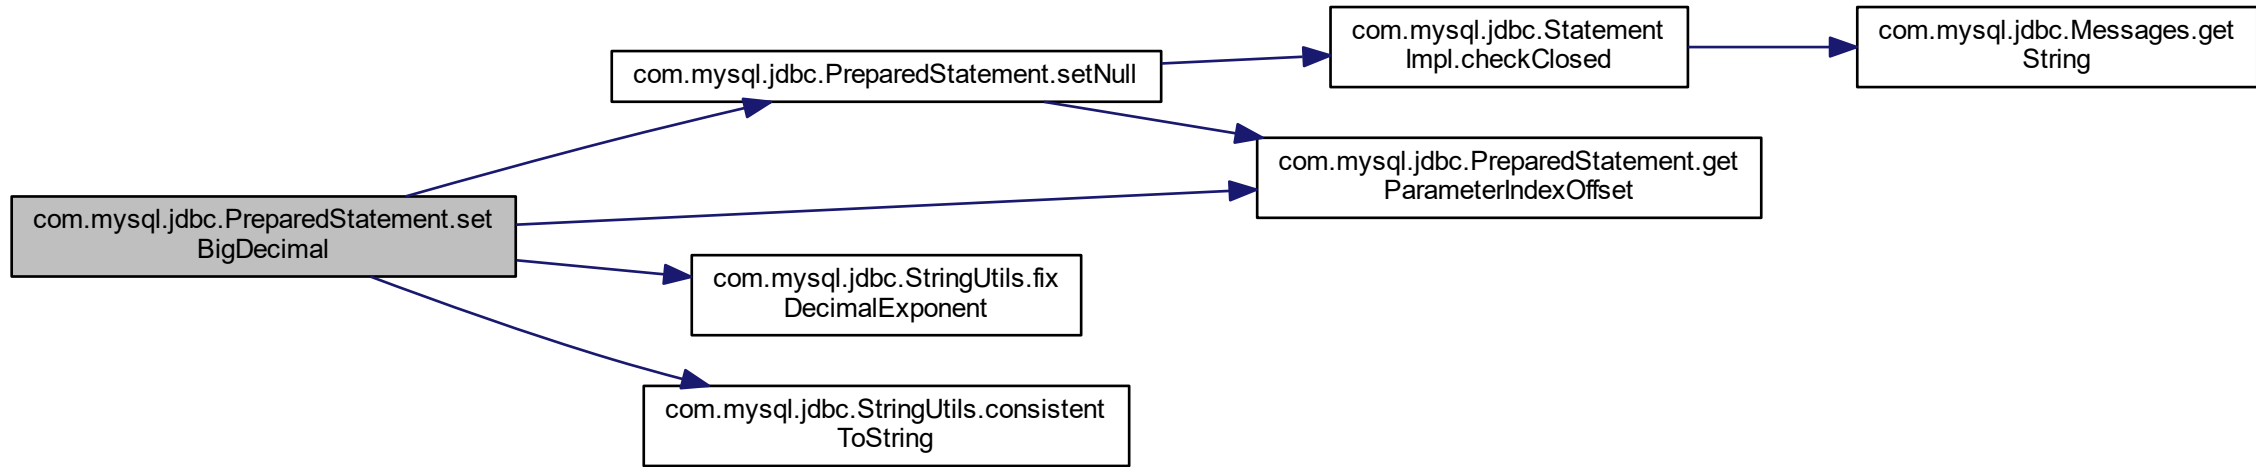 com.mysql.jdbc.PreparedStatement.set
BigDecimal
com.mysql.jdbc.PreparedStatement.setNull
com.mysql.jdbc.Statement
Impl.checkClosed
com.mysql.jdbc.Messages.get
String
com.mysql.jdbc.PreparedStatement.get
ParameterIndexOffset
com.mysql.jdbc.StringUtils.fix
DecimalExponent
com.mysql.jdbc.StringUtils.consistent
ToString